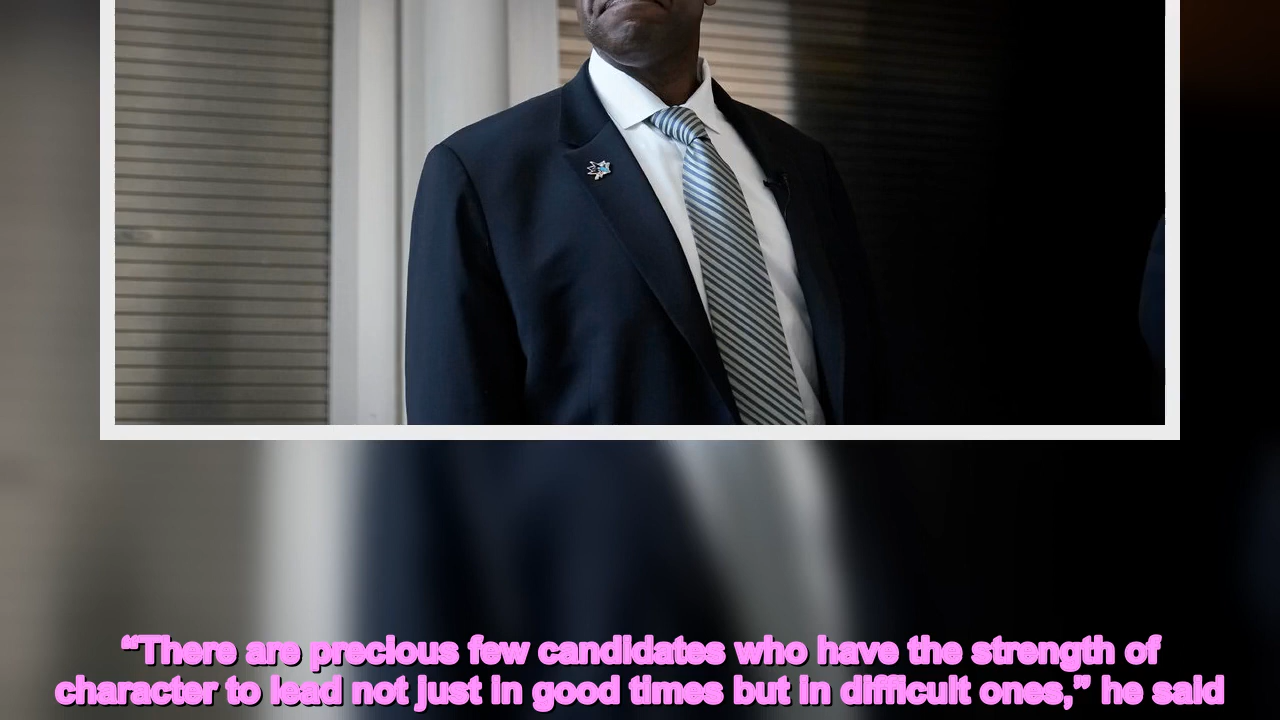 “There are precious few candidates who have the strength of
character to lead not just in good times but in difficult ones,” he said